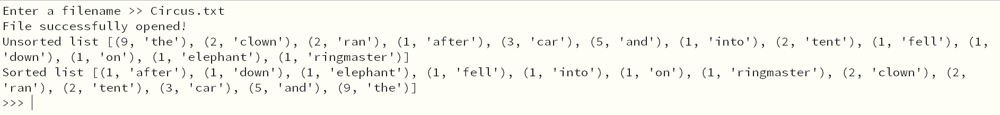 Enter a filename >> Circus.txt
File successfully opened!
Unsorted list [(9, 'the'), (2, 'clown'), (2, 'ran'), (1, 'after'), (3, 'car'), (5, 'and'), (1, 'into'), (2, 'tent'), (1, 'fell'), (1,
'down'), (1, 'on'), (1, 'elephant'), (1, 'ringmaster')]
Sorted list [(1, 'after'), (1, 'down'), (1, 'elephant'), (1, 'fell'), (1, 'into'), (1, 'on'), (1, 'ringmaster'), (2, 'clown'), (2,
'ran'), (2, 'tent'), (3, 'car'), (5, 'and'), (9, 'the')]
>>>